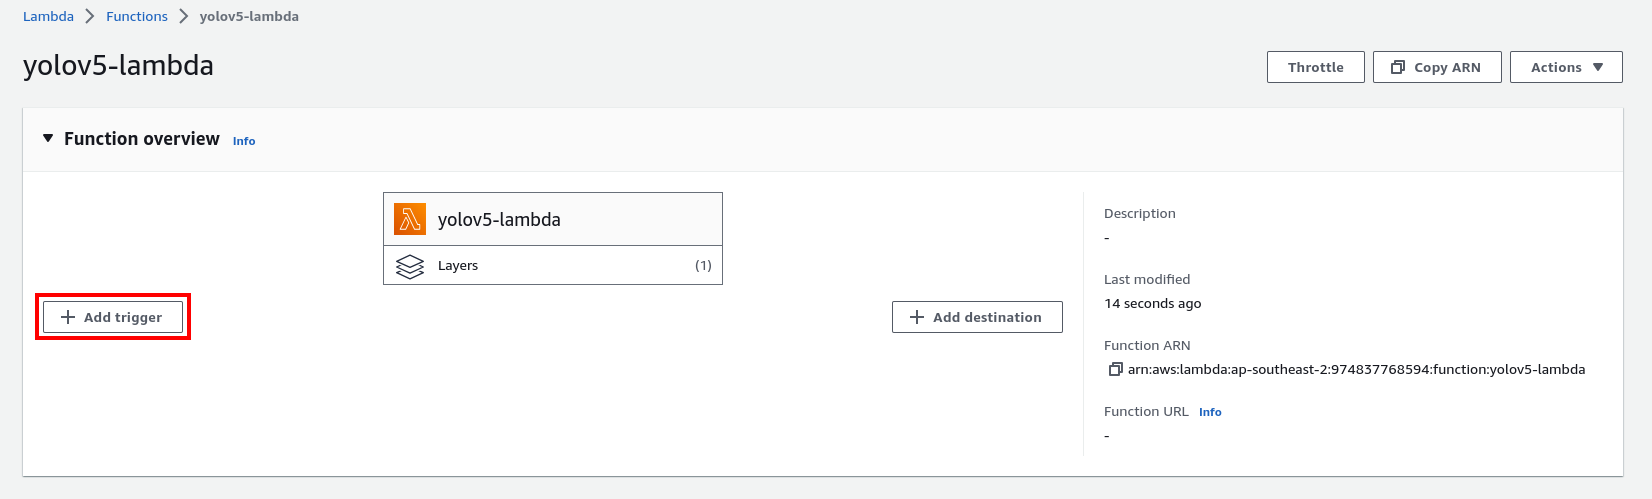 Lambda > Functions > yolov5-lambda
yolov5-lambda
Throttle
Copy ARN
Actions
Function overview Info
yolov5-lambda
Layers (1)
Add trigger
Add destination
Description
-
Last modified
14 seconds ago
Function ARN
arn:aws:lambda:ap-southeast-2:974837768594:function:yolov5-lambda
Function URL Info
-